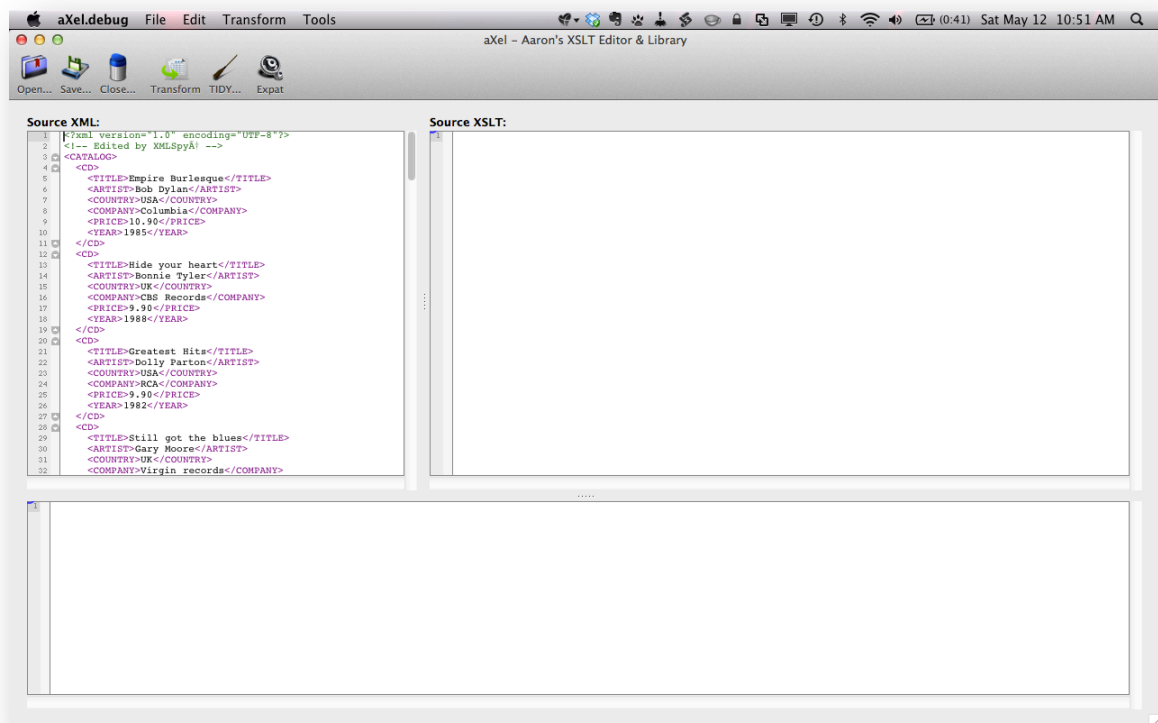 aXel.debug File Edit Transform Tools (0:41) Sat May 12 10:51 AM
aXel – Aaron's XSLT Editor & Library
Open... Save... Close... Transform TIDY... Expat
Source XML: Source XSLT:
1 <?xml version="1.0" encoding="UTF-8"?> 1
2 <!-- Edited by XMLSpy -->
3 <CATALOG>
4 <CD>
5 <TITLE>Empire Burlesque</TITLE>
6 <ARTIST>Bob Dylan</ARTIST>
7 <COUNTRY>USA</COUNTRY>
8 <COMPANY>Columbia</COMPANY>
9 <PRICE>10.90</PRICE>
10 <YEAR>1985</YEAR>
11 </CD>
12 <CD>
13 <TITLE>Hide your heart</TITLE>
14 <ARTIST>Bonnie Tyler</ARTIST>
15 <COUNTRY>UK</COUNTRY>
16 <COMPANY>CBS Records</COMPANY>
17 <PRICE>9.90</PRICE>
18 <YEAR>1988</YEAR>
19 </CD>
20 <CD>
21 <TITLE>Greatest Hits</TITLE>
22 <ARTIST>Dolly Parton</ARTIST>
23 <COUNTRY>USA</COUNTRY>
24 <COMPANY>RCA</COMPANY>
25 <PRICE>9.90</PRICE>
26 <YEAR>1982</YEAR>
27 </CD>
28 <CD>
29 <TITLE>Still got the blues</TITLE>
30 <ARTIST>Gary Moore</ARTIST>
31 <COUNTRY>UK</COUNTRY>
32 <COMPANY>Virgin records</COMPANY>
1